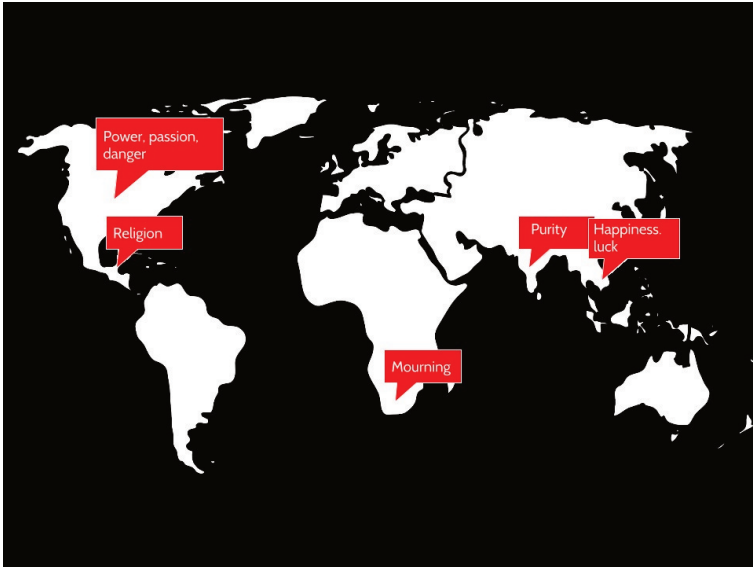 Power, passion,
danger
Religion
Purity
Happiness.
luck
Mourning